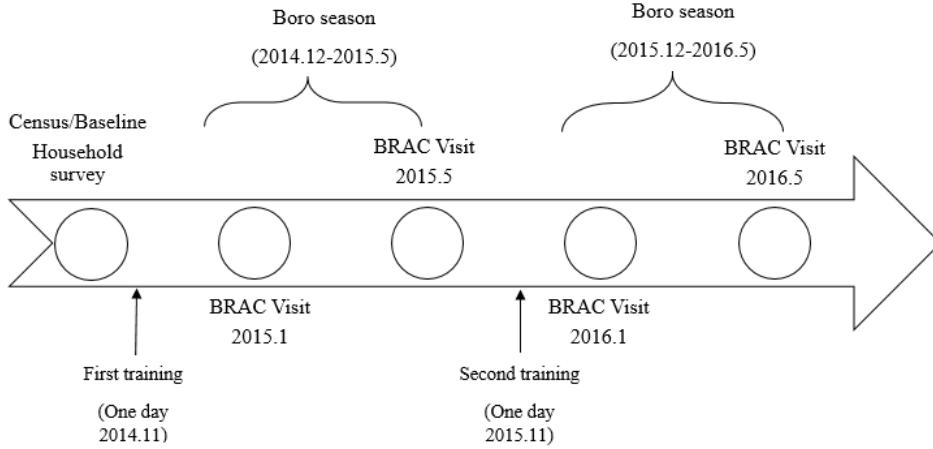 Boro season
(2014.12-2015.5)
Boro season
(2015.12-2016.5)
Census/Baseline
Household
survey
BRAC Visit
2015.5
BRAC Visit
2016.5
BRAC Visit
2015.1
BRAC Visit
2016.1
First training
(One day
2014.11)
Second training
(One day
2015.11)